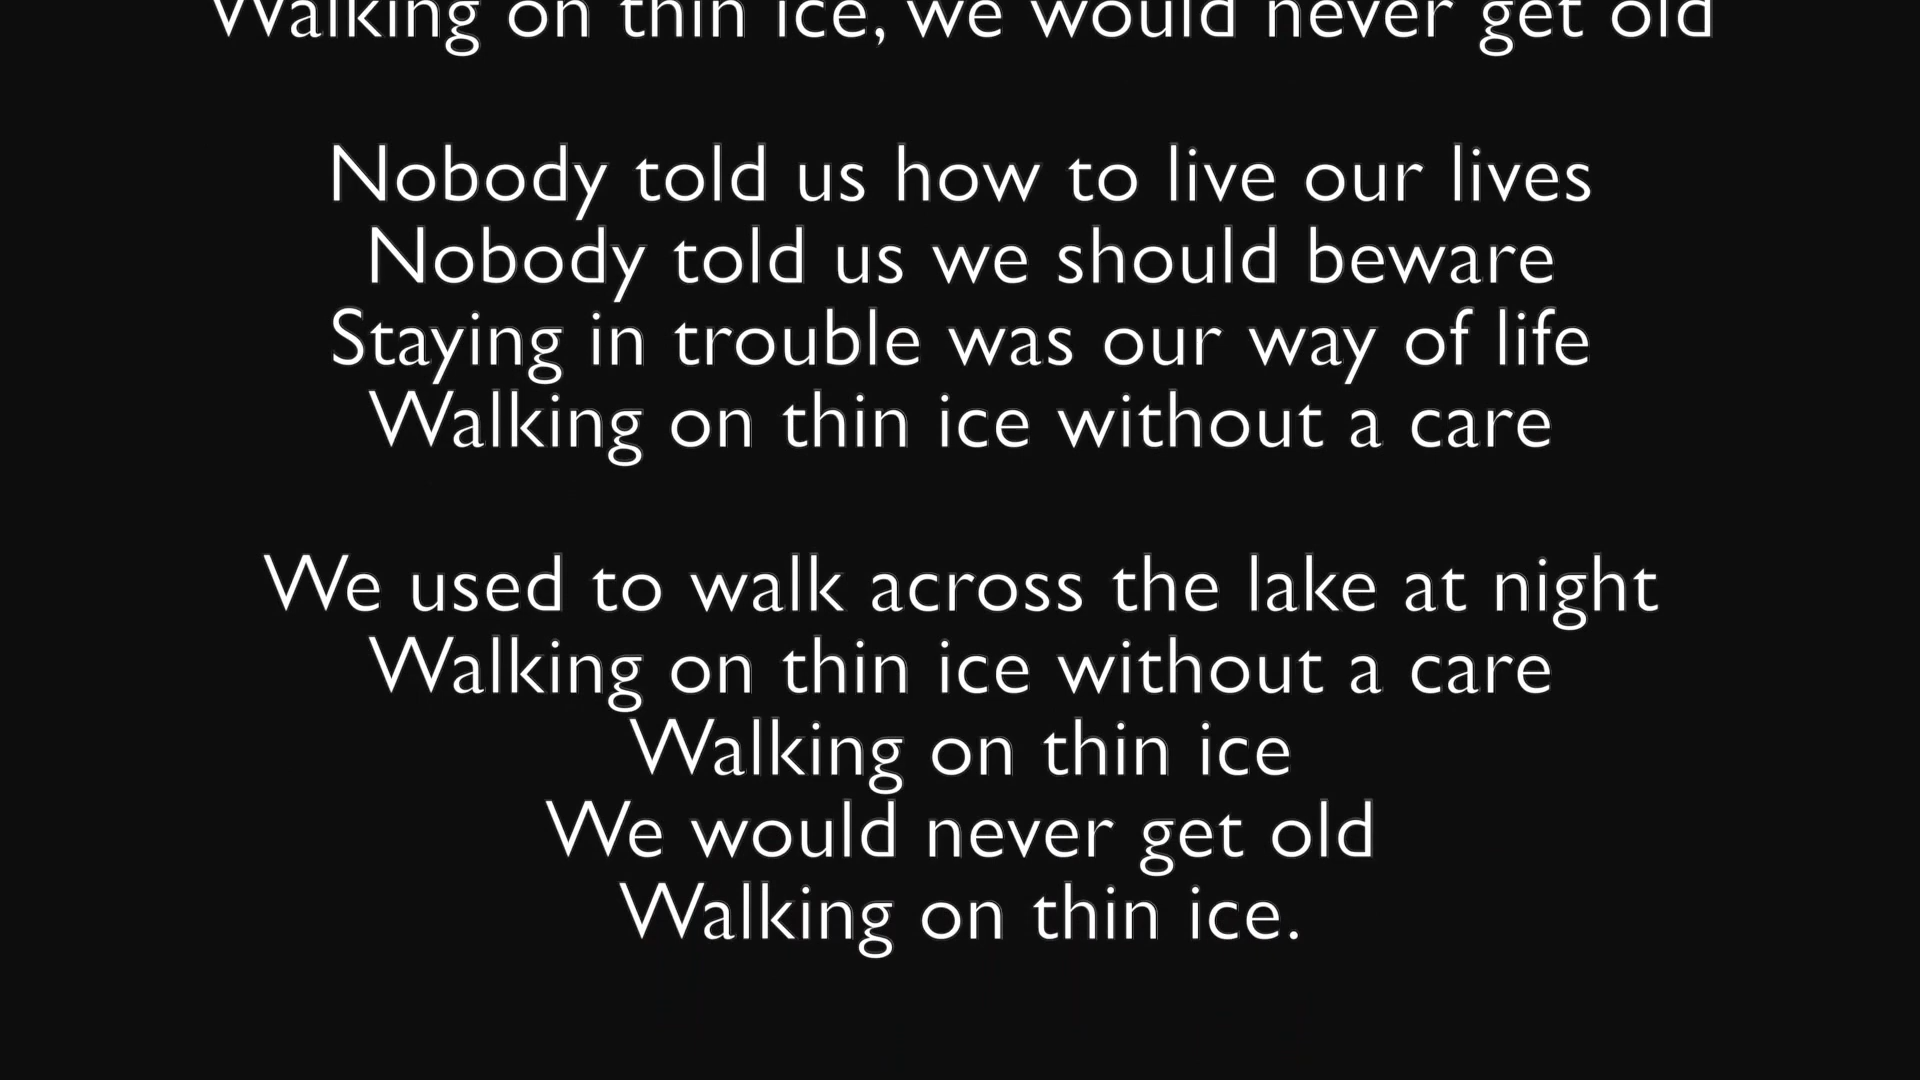 Walking on thin ice, we would never get old
Nobody told us how to live our lives
Nobody told us we should beware
Staying in trouble was our way of life
Walking on thin ice without a care
We used to walk across the lake at night
Walking on thin ice without a care
Walking on thin ice
We would never get old
Walking on thin ice.